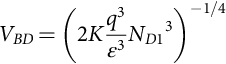 $V_{BD} = \left( 2K \frac{q^3}{\varepsilon^3} {N_{D1}}^3 \right)^{-1/4}$